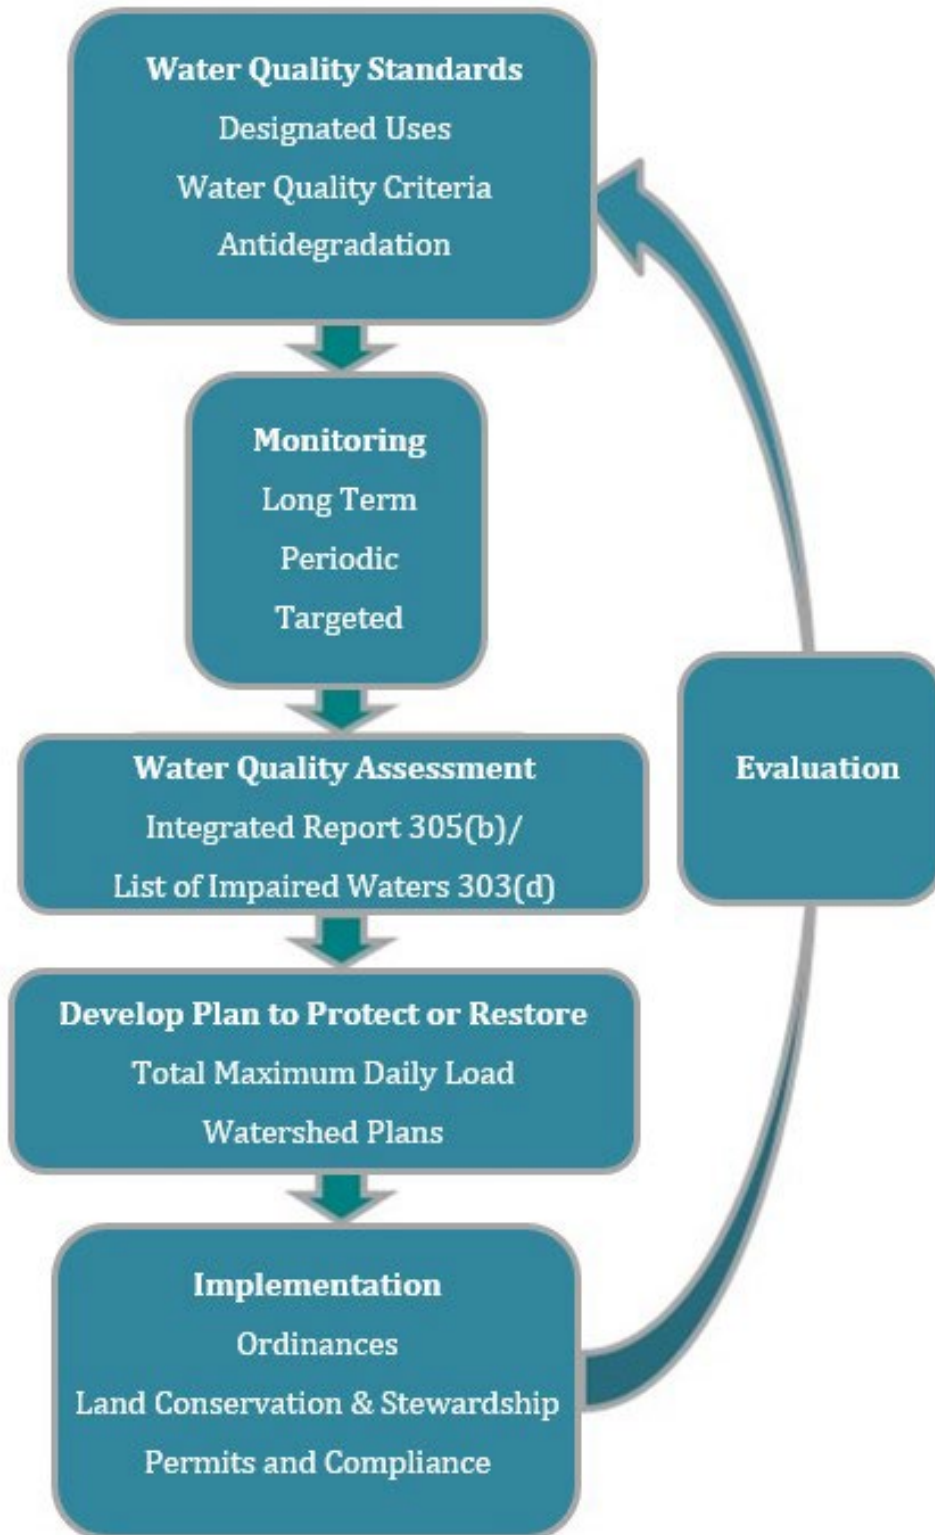 Water Quality Standards
Designated Uses
Water Quality Criteria
Antidegradation
Monitoring
Long Term
Periodic
Targeted
Water Quality Assessment
Integrated Report 305(b)/
List of Impaired Waters 303(d)
Evaluation
Develop Plan to Protect or Restore
Total Maximum Daily Load
Watershed Plans
Implementation
Ordinances
Land Conservation & Stewardship
Permits and Compliance